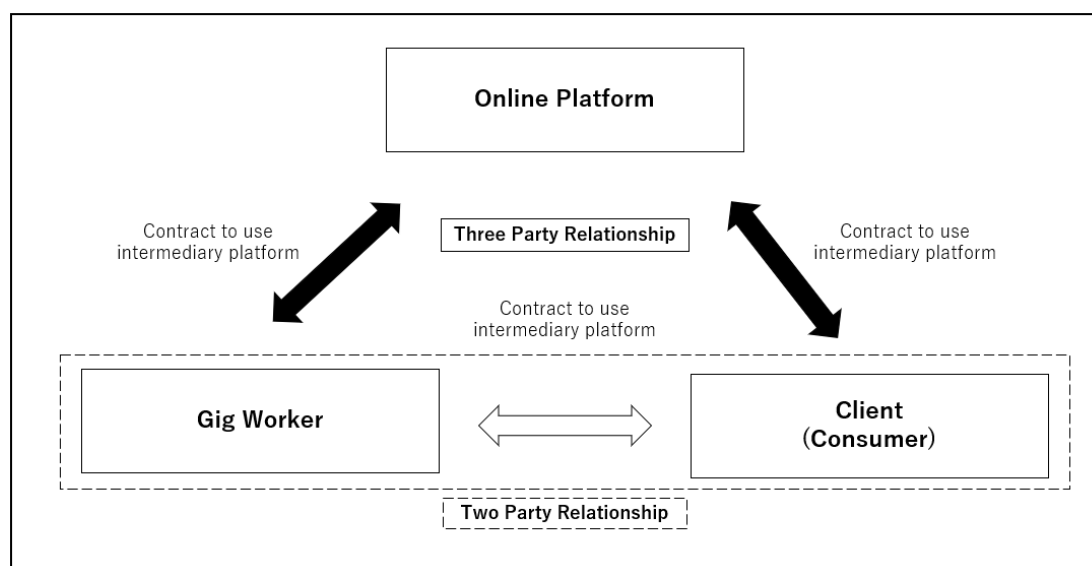 Online Platform
Contract to use
intermediary platform
Three Party Relationship
Contract to use
intermediary platform
Contract to use
intermediary platform
Gig Worker
Client
(Consumer)
Two Party Relationship